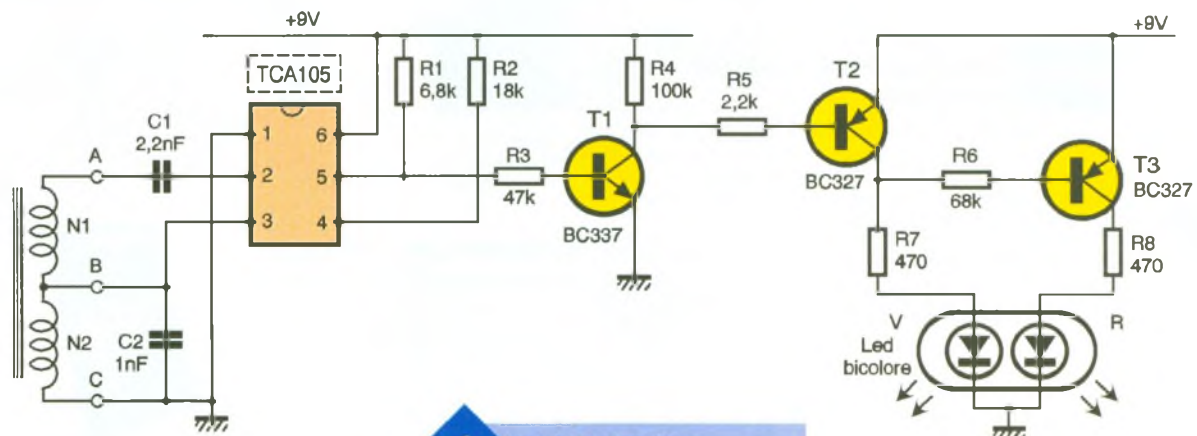 +9V
+9V
TCA105
R1
6,8k
R2
18k
R4
100k
R5
2,2k
T2
BC327
C1
2,2nF
A
1
2
3
6
5
4
T1
R3
47k
BC337
R6
68k
T3
BC327
N1
B
N2
C2
1nF
C
R7
470
R8
470
V
R
Led
bicolore